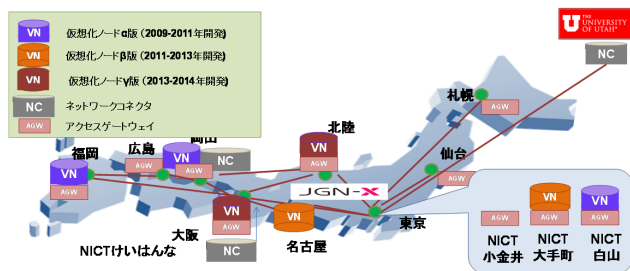 VN 仮想化ノードα版 (2009-2011年開発)
VN 仮想化ノードβ版 (2011-2013年開発)
VN 仮想化ノードγ版 (2013-2014年開発)
NC ネットワークコネクタ
AGW アクセスゲートウェイ
THE
UNIVERSITY
OF UTAH
NC
札幌
AGW
北陸
VN
AGW
仙台
AGW
広島
AGW
岡山
VN
AGW
NC
福岡
VN
AGW
JGN-X
東京
大阪
VN
AGW
NC
NICTけいはんな
VN
名古屋
AGW
NICT
小金井
VN
AGW
NICT
大手町
VN
AGW
NICT
白山